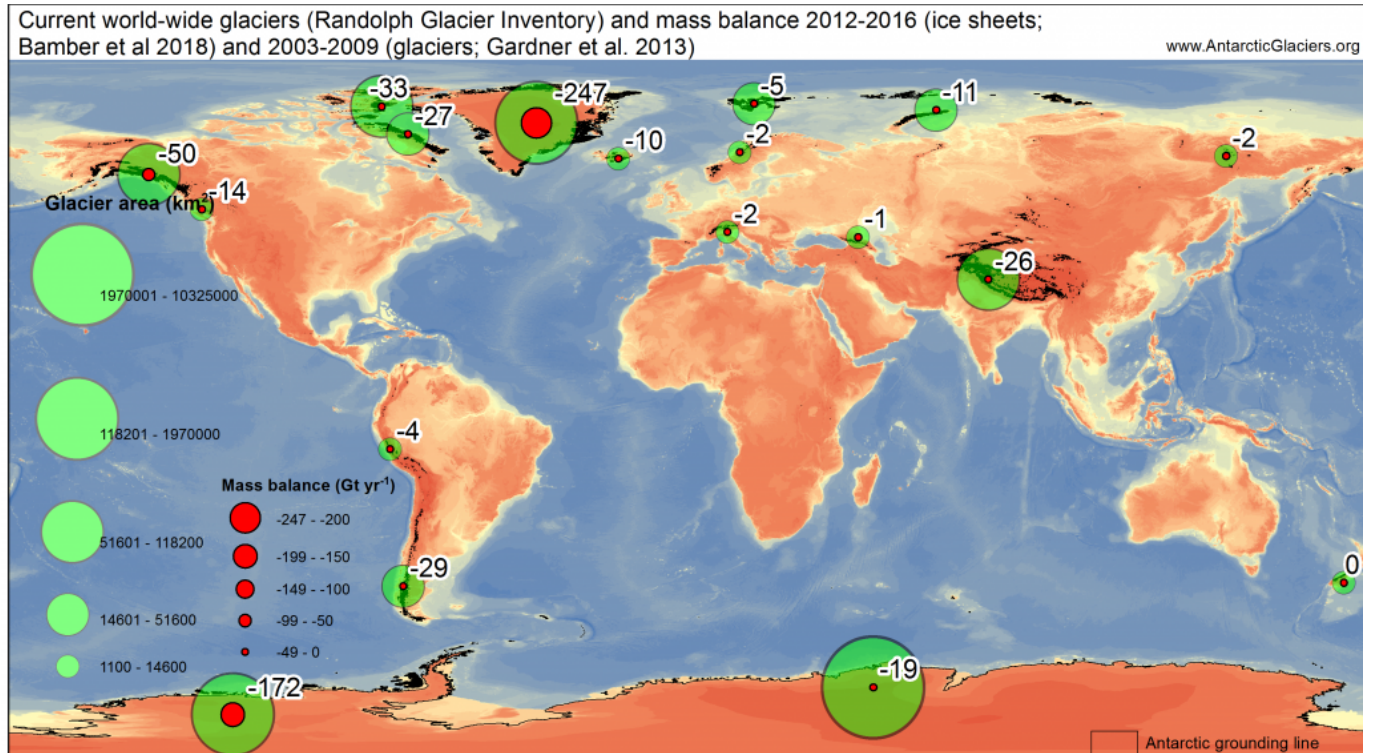 Current world-wide glaciers (Randolph Glacier Inventory) and mass balance 2012-2016 (ice sheets;
Bamber et al 2018) and 2003-2009 (glaciers; Gardner et al. 2013)
www.AntarcticGlaciers.org
-33
-27
-247
-5
-11
-10
-2
-2
-50
-14
-2
-1
-26
Glacier area (km²)
1970001 - 10325000
118201 - 1970000
51601 - 118200
14601 - 51600
1100 - 14600
-4
Mass balance (Gt yr⁻¹)
-247 - -200
-199 - -150
-149 - -100
-99 - -50
-49 - 0
-29
0
-172
-19
Antarctic grounding line